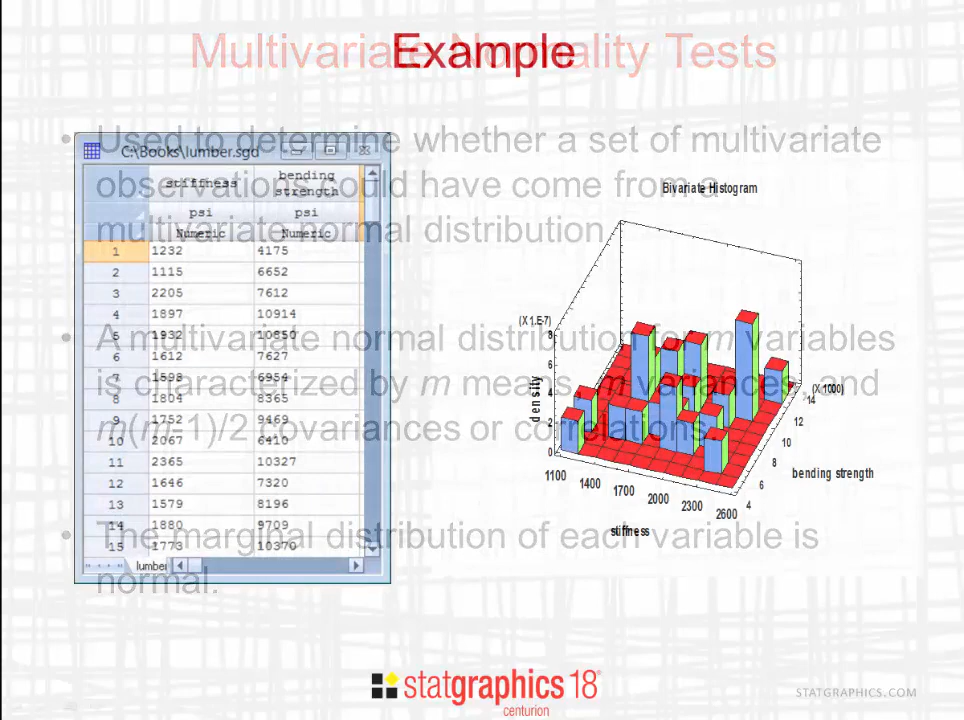 Multivariate Normality Tests
Example
• Used to determine whether a set of multivariate
observations could have come from a
multivariate normal distribution.
• A multivariate normal distribution for m variables
is characterized by m means, m variances, and
m(m-1)/2 covariances or correlations.
• The marginal distribution of each variable is
normal.
C:\Books\lumber.sgd
stiffness bending
strength
psi psi
Numeric Numeric
1 1232 4175
2 1115 6652
3 2205 7612
4 1897 10914
5 1932 10850
6 1612 7627
7 1598 6954
8 1804 8365
9 1752 9469
10 2067 6410
11 2365 10327
12 1646 7320
13 1579 8196
14 1880 9709
15 1773 10370
lumber
Bivariate Histogram
(X 1.E-7)
8
6
4
2
0
density
1100 1400 1700 2000 2300 2600
stiffness
4 6 8 10 12 14 (X 1000)
bending strength
statgraphics 18®
centurion
STATGRAPHICS.COM